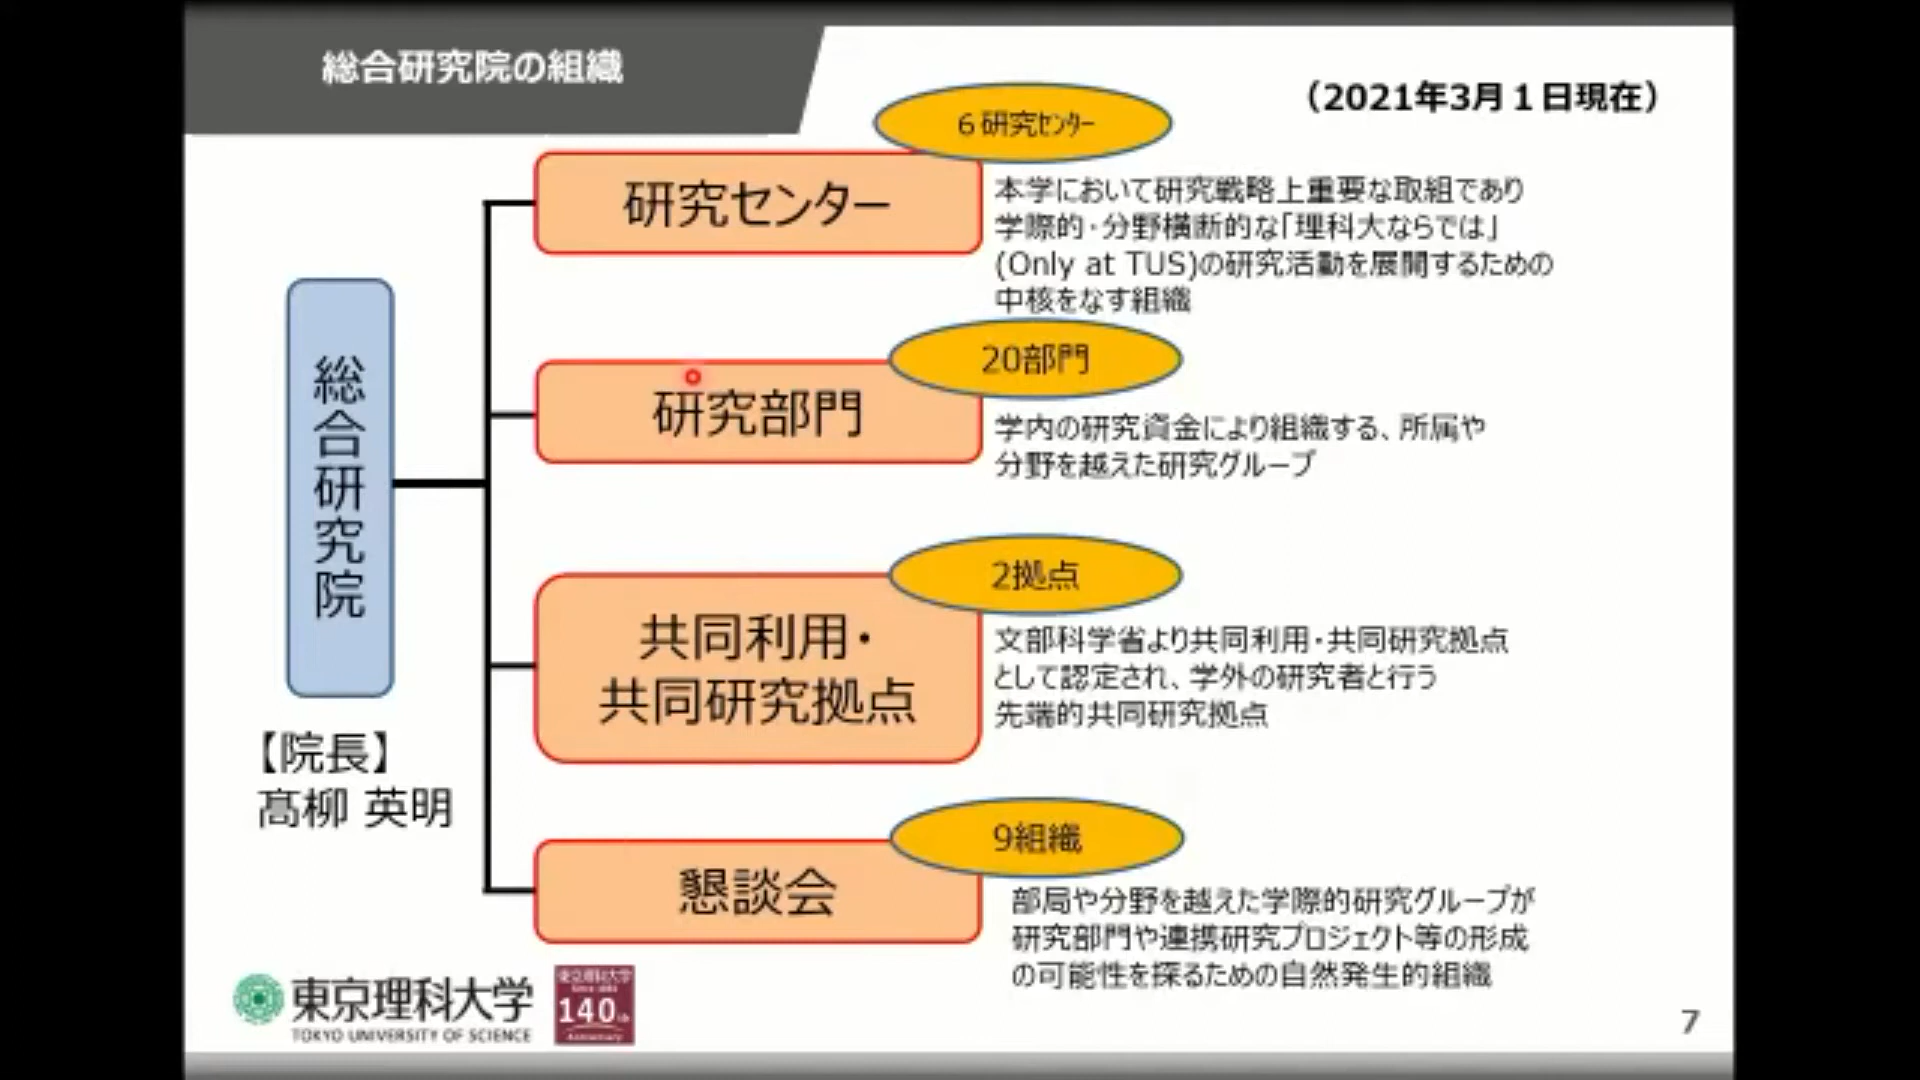 総合研究院の組織
（2021年3月１日現在）
６研究ｾﾝﾀｰ
研究センター
本学において研究戦略上重要な取組であり
学際的・分野横断的な「理科大ならでは」
(Only at TUS)の研究活動を展開するための
中核をなす組織
20部門
研究部門
学内の研究資金により組織する、所属や
分野を越えた研究グループ
総合研究院
【院長】
髙柳 英明
2拠点
共同利用・
共同研究拠点
文部科学省より共同利用・共同研究拠点
として認定され、学外の研究者と行う
先端的共同研究拠点
9組織
懇談会
部局や分野を越えた学際的研究グループが
研究部門や連携研究プロジェクト等の形成
の可能性を探るための自然発生的組織
東京理科大学
TOKYO UNIVERSITY OF SCIENCE
東京理科大学
Since 1881
140th
Anniversary
7